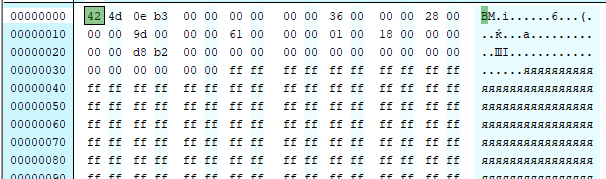 00000000 42 4d 0e b3 00 00 00 00 00 00 36 00 00 00 28 00 BM.і......6...(.
00000010 00 00 9d 00 00 00 61 00 00 00 01 00 18 00 00 00 ..ќ...a.........
00000020 00 00 d8 b2 00 00 00 00 00 00 00 00 00 00 00 00 ..ШІ............
00000030 00 00 00 00 00 00 ff ff ff ff ff ff ff ff ff ff ......яяяяяяяяяя
00000040 ff ff ff ff ff ff ff ff ff ff ff ff ff ff ff ff яяяяяяяяяяяяяяяя
00000050 ff ff ff ff ff ff ff ff ff ff ff ff ff ff ff ff яяяяяяяяяяяяяяяя
00000060 ff ff ff ff ff ff ff ff ff ff ff ff ff ff ff ff яяяяяяяяяяяяяяяя
00000070 ff ff ff ff ff ff ff ff ff ff ff ff ff ff ff ff яяяяяяяяяяяяяяяя
00000080 ff ff ff ff ff ff ff ff ff ff ff ff ff ff ff ff яяяяяяяяяяяяяяяя